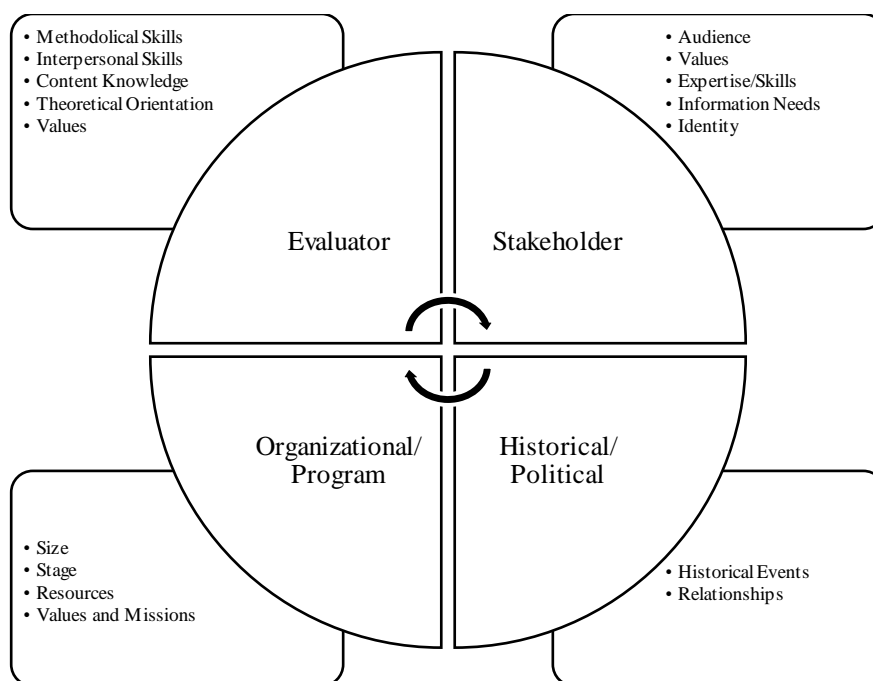 • Methodolical Skills
• Interpersonal Skills
• Content Knowledge
• Theoretical Orientation
• Values
• Audience
• Values
• Expertise/Skills
• Information Needs
• Identity
Evaluator
Stakeholder
Organizational/
Program
Historical/
Political
• Size
• Stage
• Resources
• Values and Missions
• Historical Events
• Relationships